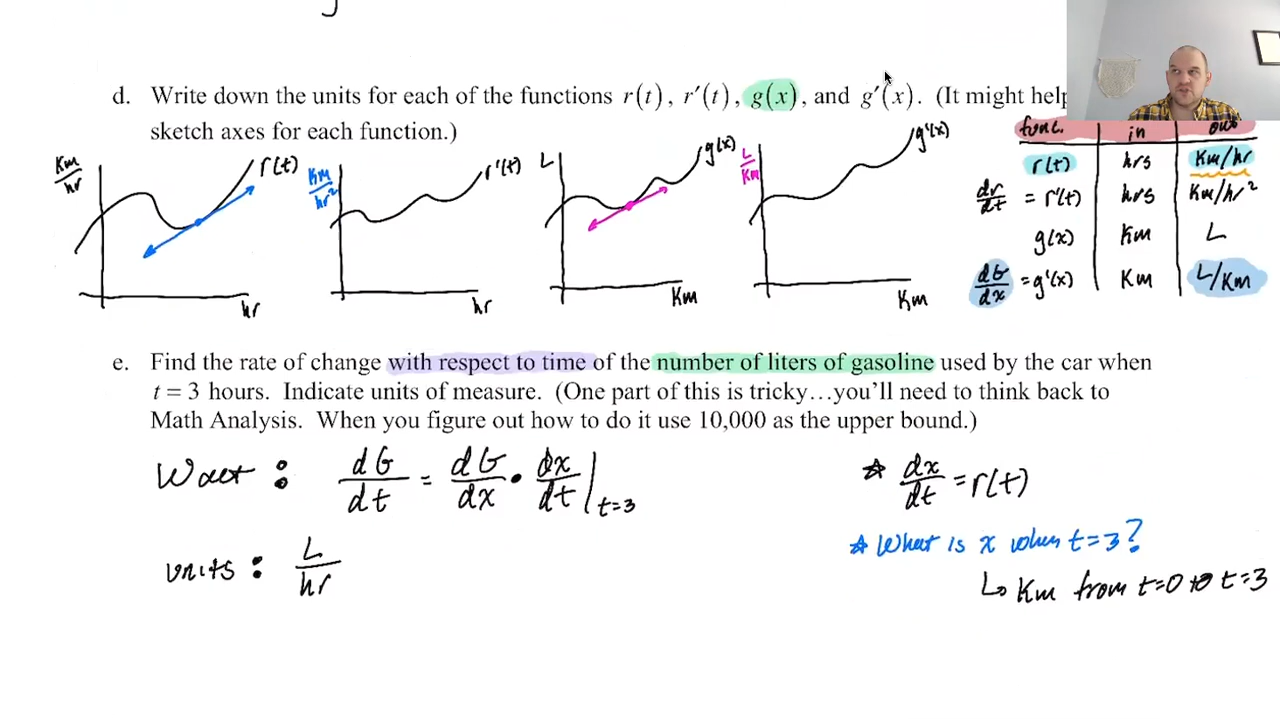 d. Write down the units for each of the functions r(t), r′(t), g(x), and g′(x). (It might help
sketch axes for each function.)
Km/hr r(t) hr
Km/hr² r'(t) hr
L g(x) Km
L/Km g'(x) Km
func. in out
r(t) hrs Km/hr
dr/dt = r'(t) hrs Km/hr²
g(x) Km L
dG/dx = g'(x) Km L/Km
e. Find the rate of change with respect to time of the number of liters of gasoline used by the car when
t = 3 hours. Indicate units of measure. (One part of this is tricky…you’ll need to think back to
Math Analysis. When you figure out how to do it use 10,000 as the upper bound.)
Want : dG/dt = dG/dx • dx/dt | t=3
☆ dx/dt = r(t)
☆ What is x when t=3?
↳ Km from t=0 to t=3
units : L/hr